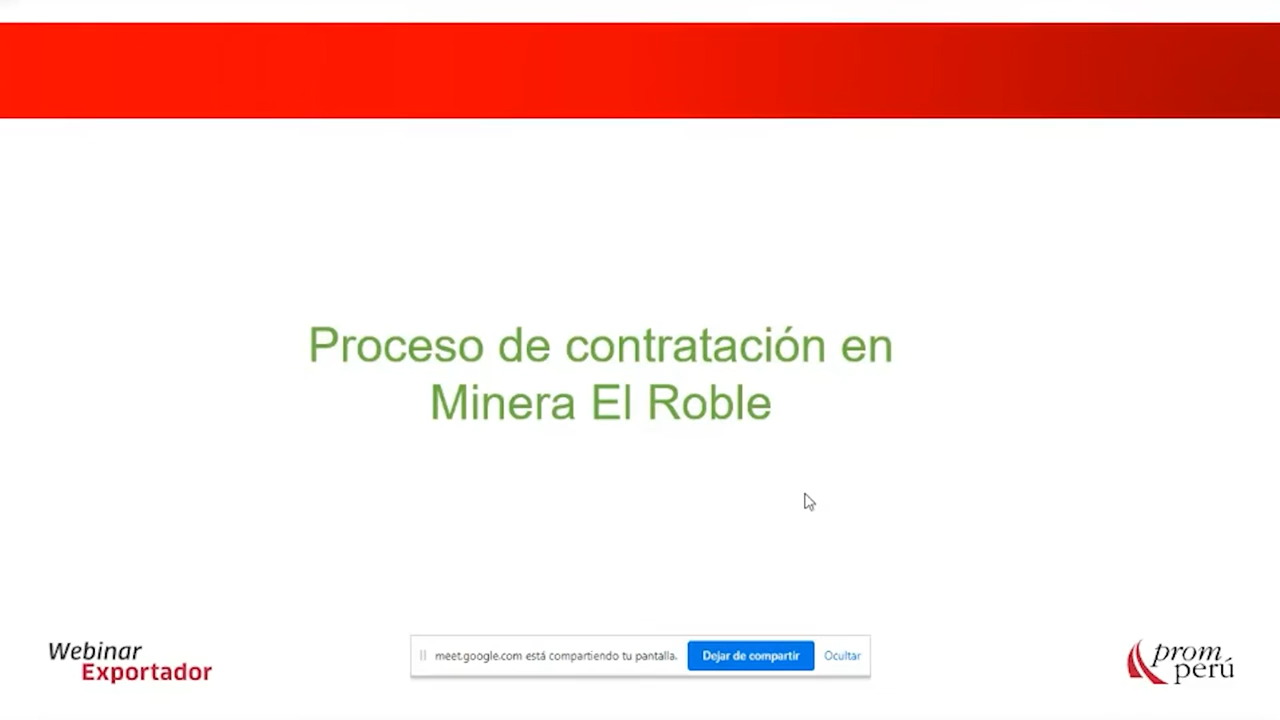 Proceso de contratación en
Minera El Roble
Webinar
Exportador
meet.google.com está compartiendo tu pantalla.
Dejar de compartir
Ocultar
prom
perú